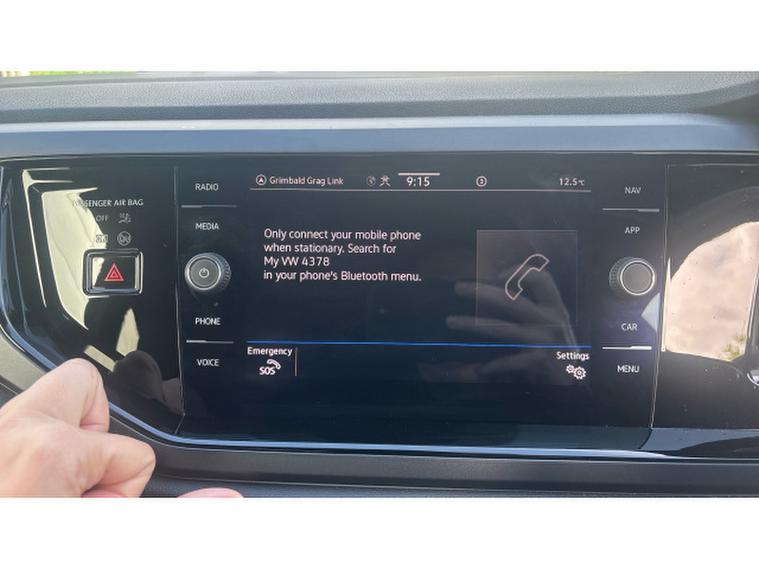 PASSENGER AIR BAG
OFF
ON
RADIO
MEDIA
PHONE
VOICE
Grimbald Grag Link
9:15
3
12.5°C
Only connect your mobile phone
when stationary. Search for
My VW 4378
in your phone's Bluetooth menu.
Emergency
SOS
Settings
NAV
APP
CAR
MENU